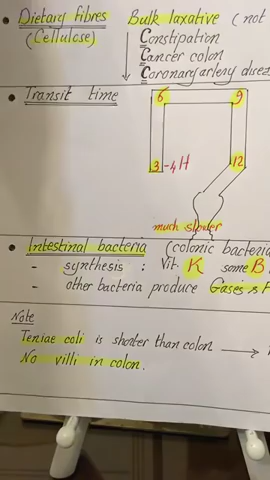 • Dietary fibres Bulk laxative (not
(Cellulose) Constipation
Cancer colon
Coronary artery
• Transit time
6 9
3-4H 12
much slower
• Intestinal bacteria (colonic bacteria
- synthesis : Vit. K some B
- other bacteria produce Gases &
Note
Teniae coli is shorter than colon →
No villi in colon.